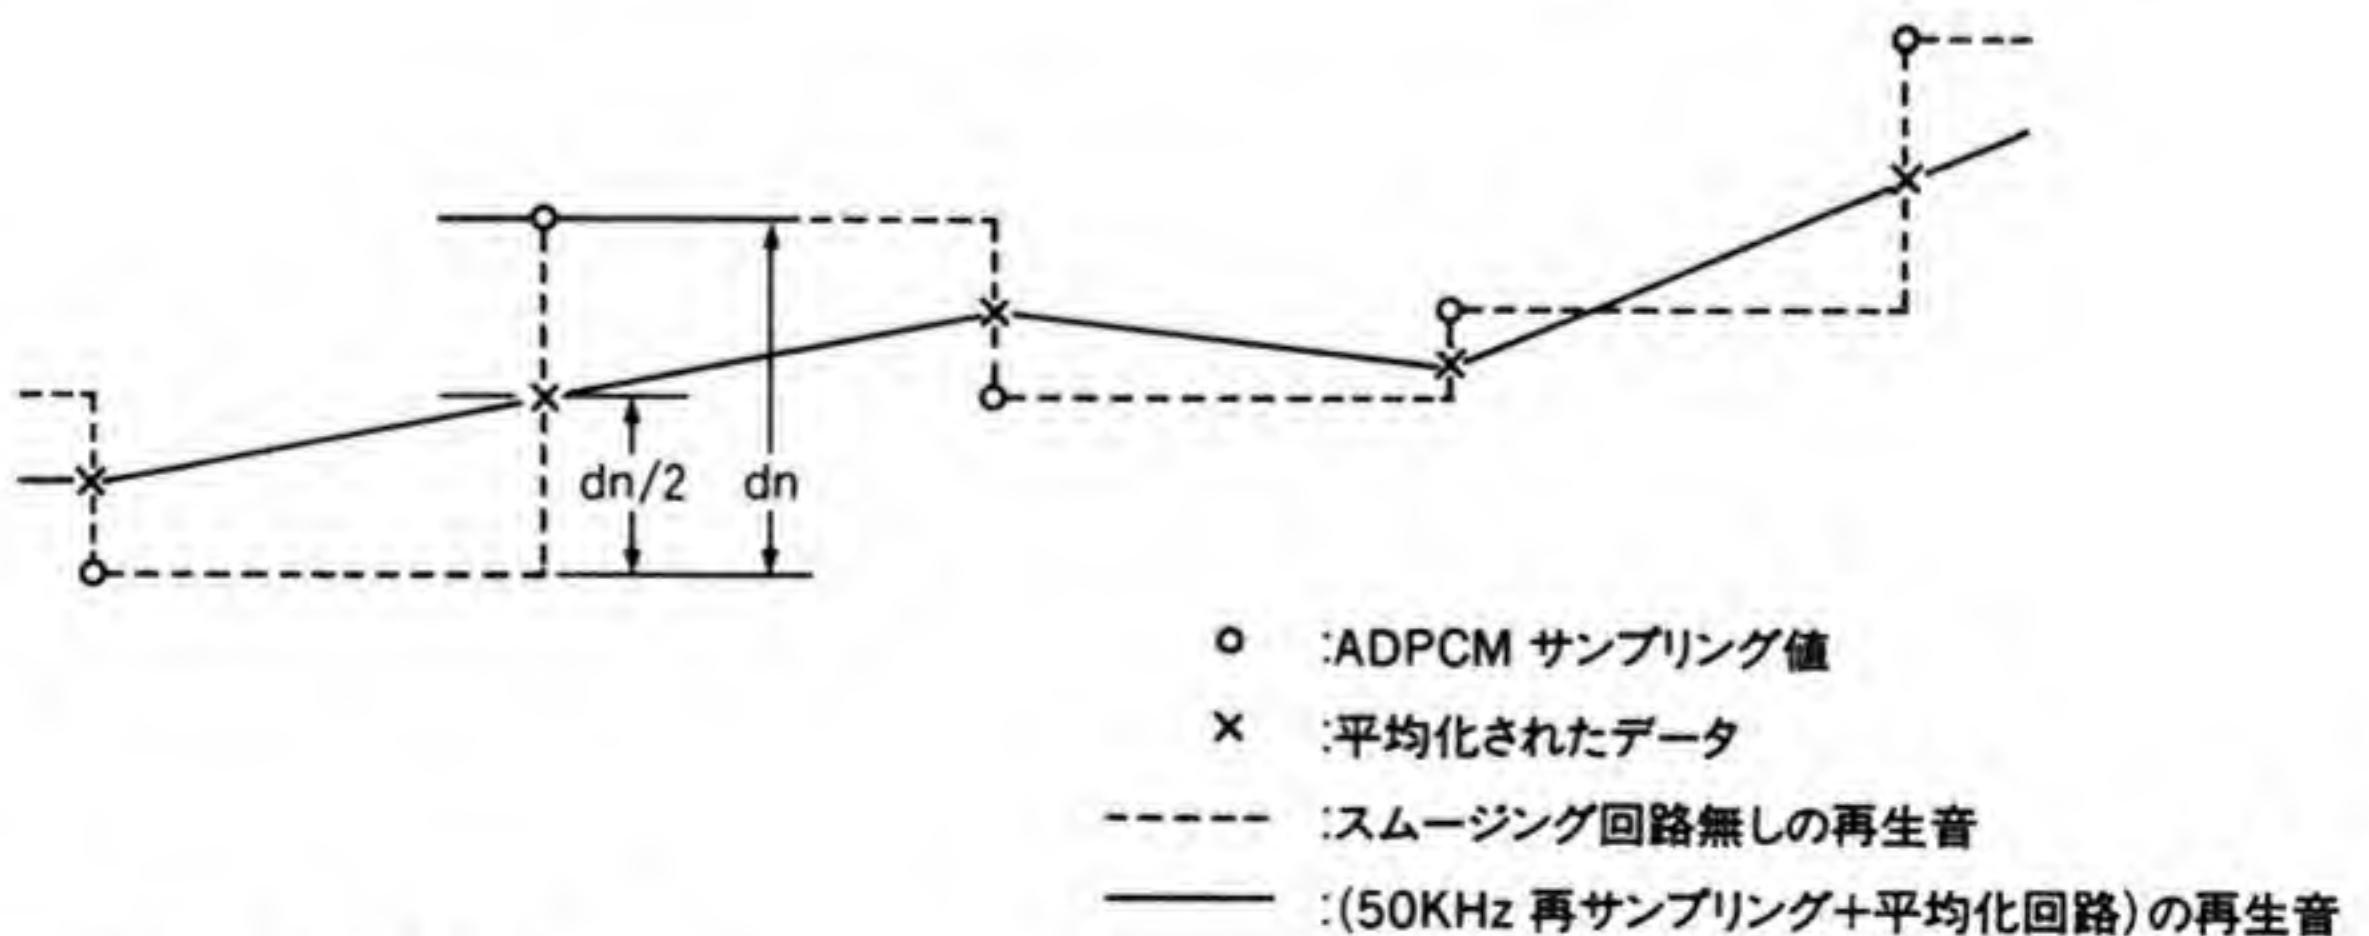 dn/2 dn
○ :ADPCM サンプリング値
× :平均化されたデータ
----- :スムージング回路無しの再生音
—— :(50KHz 再サンプリング+平均化回路)の再生音